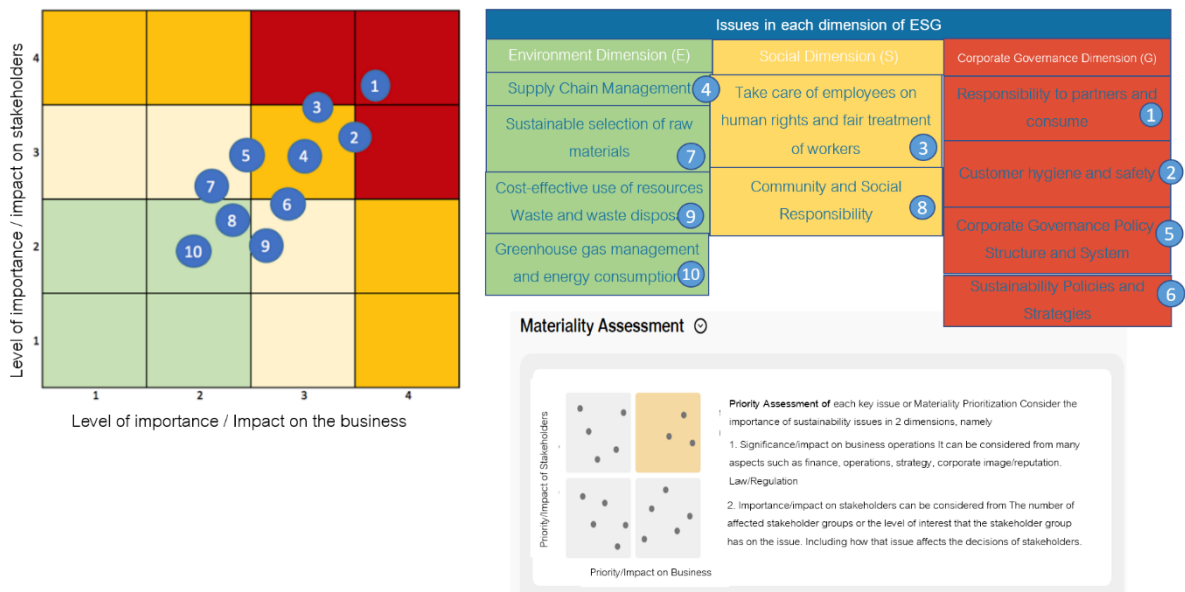 Level of importance / impact on stakeholders
4
3
2
1
1
2
3
4
5
6
7
8
9
10
1
2
3
4
Level of importance / Impact on the business
Issues in each dimension of ESG
Environment Dimension (E)
Supply Chain Management
4
Sustainable selection of raw
materials
7
Cost-effective use of resources
Waste and waste disposa
9
Greenhouse gas management
and energy consumption
10
Social Dimension (S)
Take care of employees on
human rights and fair treatment
of workers
3
Community and Social
Responsibility
8
Corporate Governance Dimension (G)
Responsibility to partners and
consume
1
Customer hygiene and safety
2
Corporate Governance Policy
Structure and System
5
Sustainability Policies and
Strategies
6
Materiality Assessment
Priority/Impact of Stakeholders
Priority/Impact on Business
Priority Assessment of each key issue or Materiality Prioritization Consider the
importance of sustainability issues in 2 dimensions, namely
1. Significance/impact on business operations It can be considered from many
aspects such as finance, operations, strategy, corporate image/reputation.
Law/Regulation
2. Importance/impact on stakeholders can be considered from The number of
affected stakeholder groups or the level of interest that the stakeholder group
has on the issue. Including how that issue affects the decisions of stakeholders.